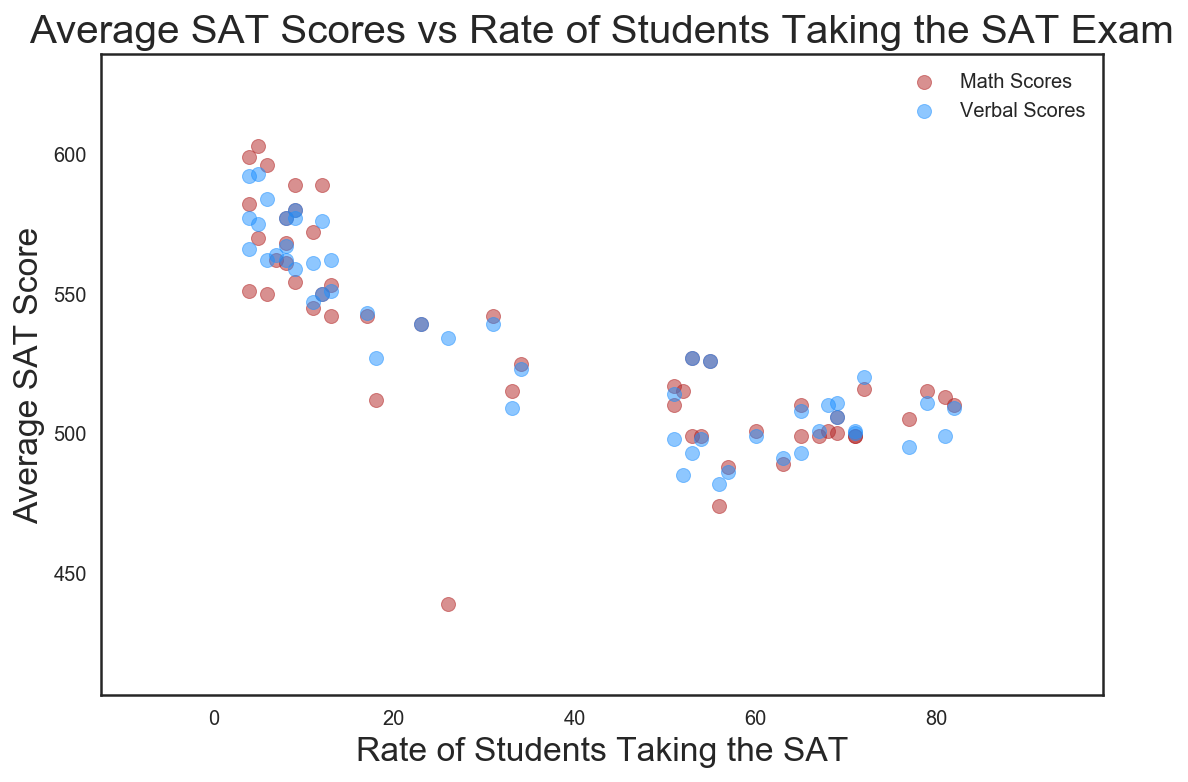 Average SAT Scores vs Rate of Students Taking the SAT Exam
Math Scores
Verbal Scores
600
550
500
450
Average SAT Score
0 20 40 60 80
Rate of Students Taking the SAT